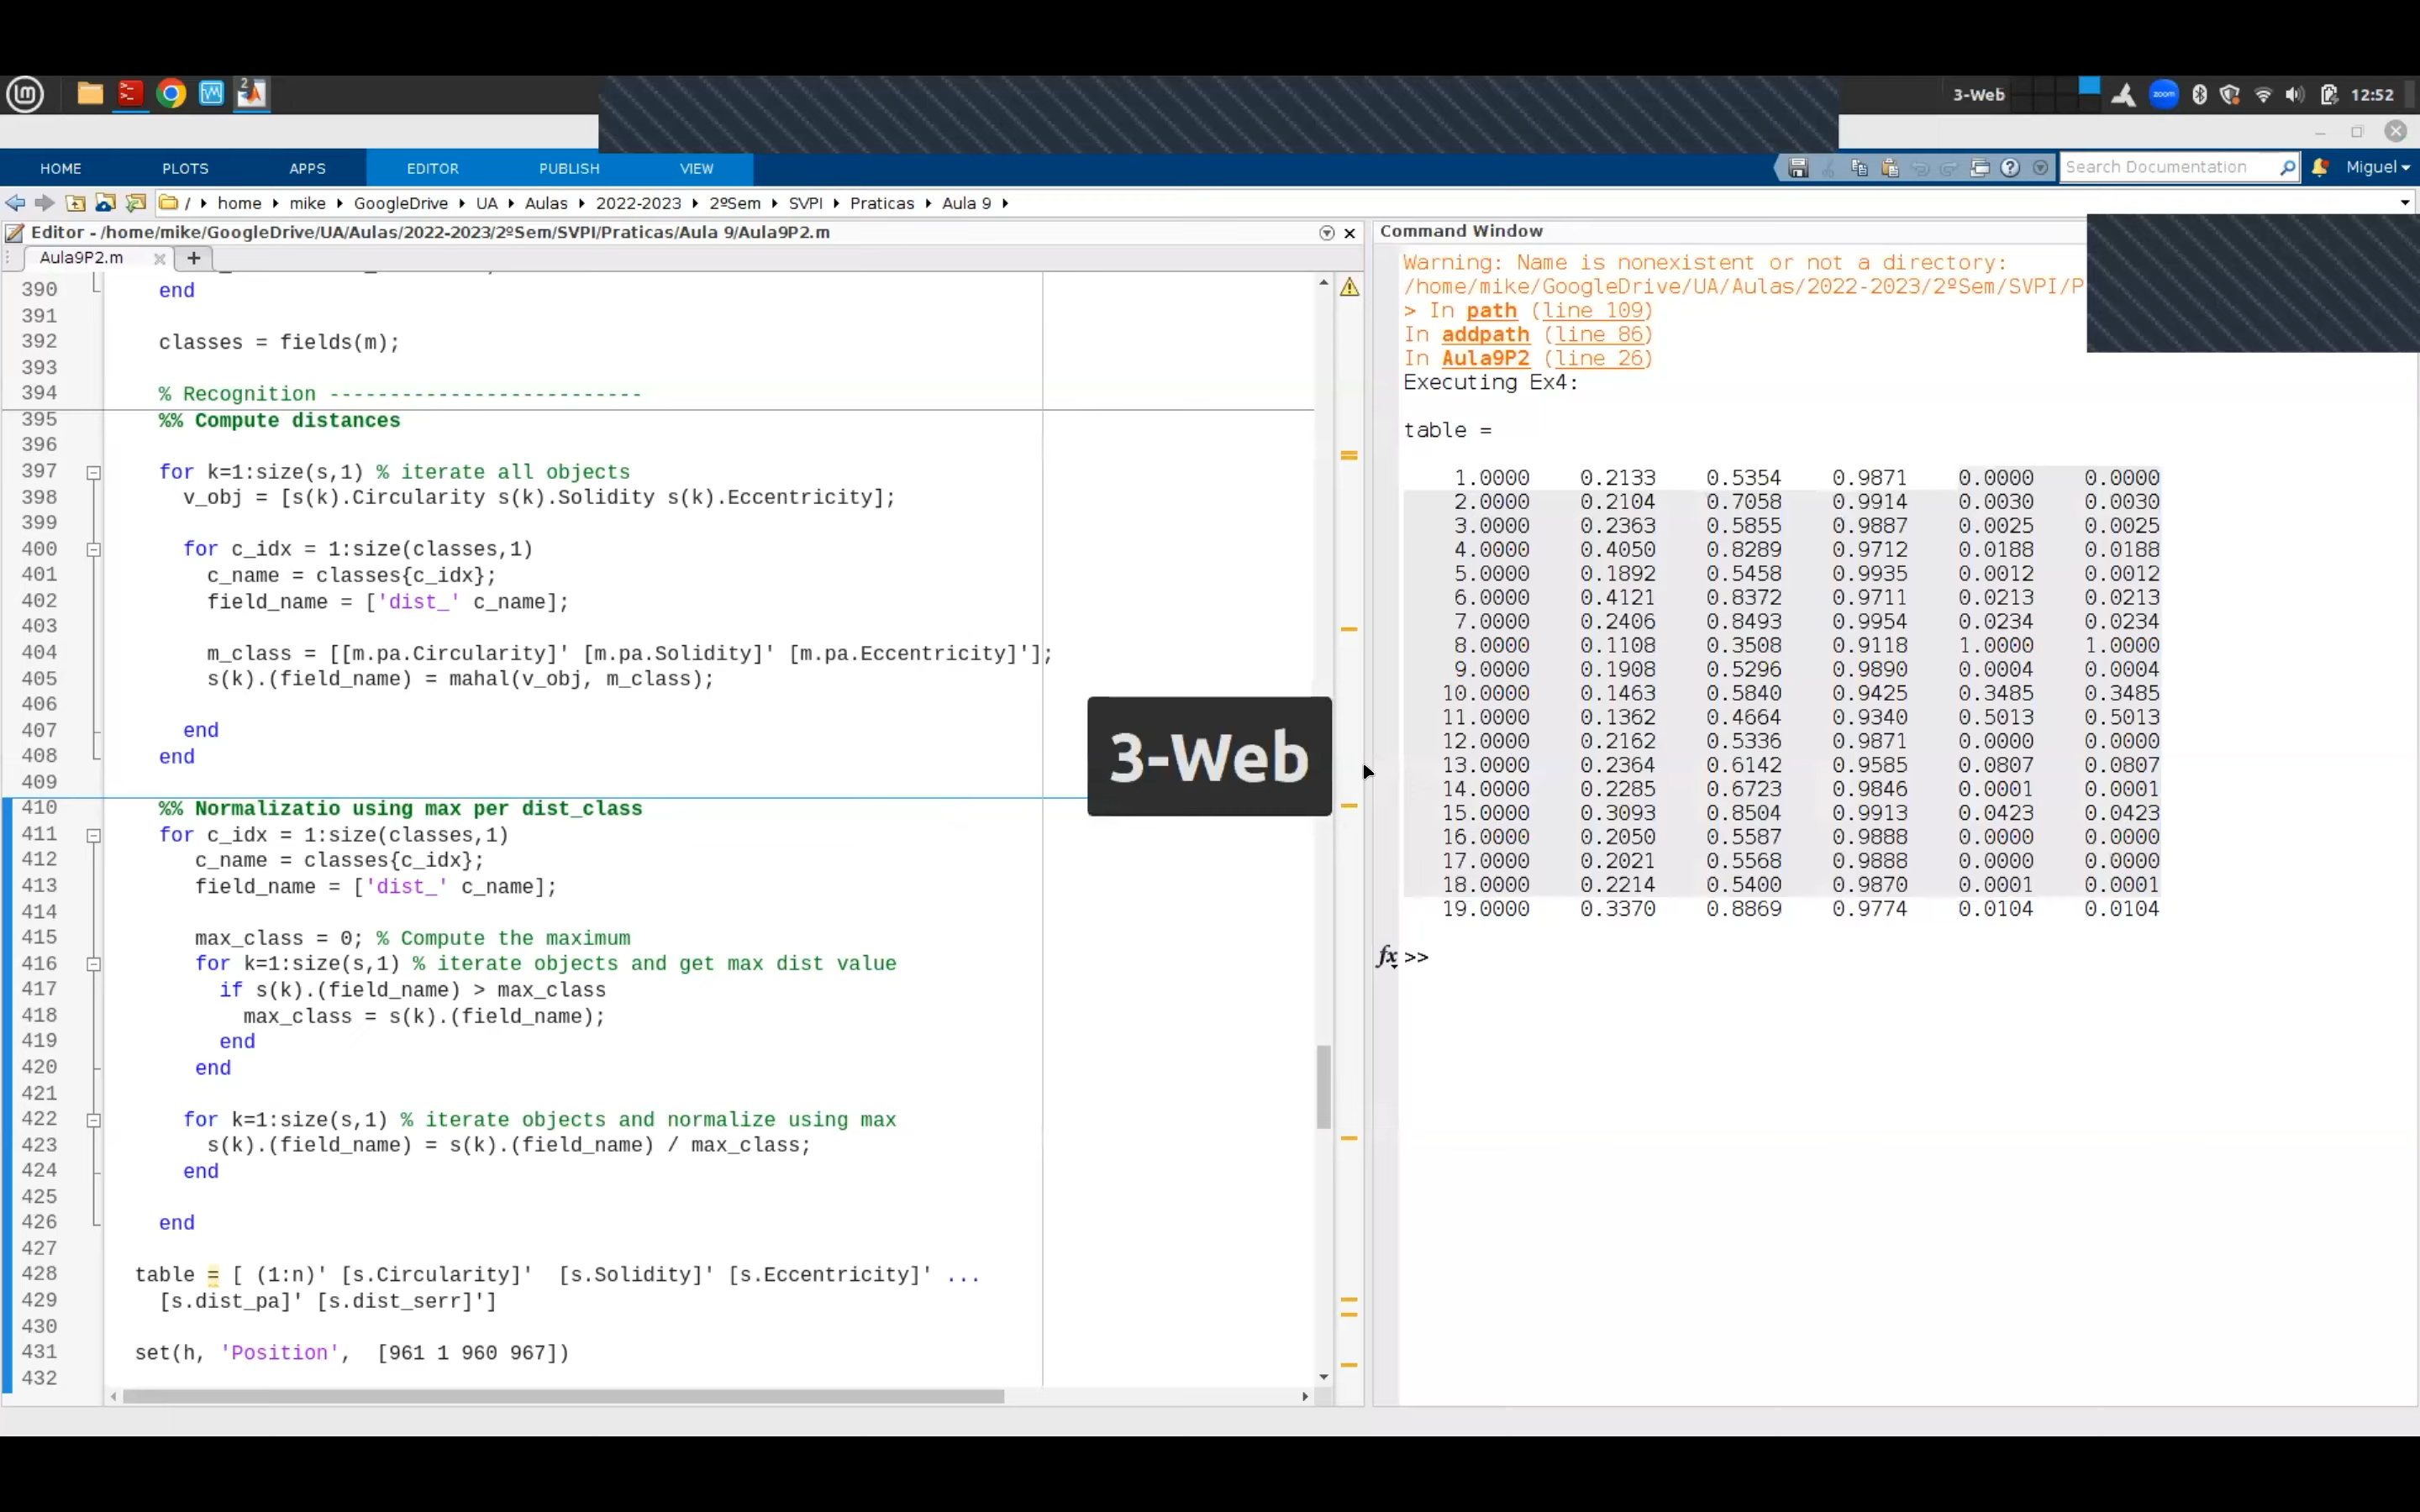 3-Web
zoom
12:52
HOME PLOTS APPS EDITOR PUBLISH VIEW
Search Documentation
Miguel
/ home mike GoogleDrive UA Aulas 2022-2023 2ºSem SVPI Praticas Aula 9
Editor - /home/mike/GoogleDrive/UA/Aulas/2022-2023/2ºSem/SVPI/Praticas/Aula 9/Aula9P2.m
Aula9P2.m
390 end
391
392 classes = fields(m);
393
394 % Recognition --------------------------
395 %% Compute distances
396
397 for k=1:size(s,1) % iterate all objects
398 v_obj = [s(k).Circularity s(k).Solidity s(k).Eccentricity];
399
400 for c_idx = 1:size(classes,1)
401 c_name = classes{c_idx};
402 field_name = ['dist_' c_name];
403
404 m_class = [[m.pa.Circularity]' [m.pa.Solidity]' [m.pa.Eccentricity]'];
405 s(k).(field_name) = mahal(v_obj, m_class);
406
407 end
408 end
409
410 %% Normalizatio using max per dist_class
411 for c_idx = 1:size(classes,1)
412 c_name = classes{c_idx};
413 field_name = ['dist_' c_name];
414
415 max_class = 0; % Compute the maximum
416 for k=1:size(s,1) % iterate objects and get max dist value
417 if s(k).(field_name) > max_class
418 max_class = s(k).(field_name);
419 end
420 end
421
422 for k=1:size(s,1) % iterate objects and normalize using max
423 s(k).(field_name) = s(k).(field_name) / max_class;
424 end
425
426 end
427
428 table = [ (1:n)' [s.Circularity]' [s.Solidity]' [s.Eccentricity]' ...
429 [s.dist_pa]' [s.dist_serr]']
430
431 set(h, 'Position', [961 1 960 967])
432
3-Web
Command Window
Warning: Name is nonexistent or not a directory:
/home/mike/GoogleDrive/UA/Aulas/2022-2023/2ºSem/SVPI/P
> In path (line 109)
In addpath (line 86)
In Aula9P2 (line 26)
Executing Ex4:
table =
1.0000 0.2133 0.5354 0.9871 0.0000 0.0000
2.0000 0.2104 0.7058 0.9914 0.0030 0.0030
3.0000 0.2363 0.5855 0.9887 0.0025 0.0025
4.0000 0.4050 0.8289 0.9712 0.0188 0.0188
5.0000 0.1892 0.5458 0.9935 0.0012 0.0012
6.0000 0.4121 0.8372 0.9711 0.0213 0.0213
7.0000 0.2406 0.8493 0.9954 0.0234 0.0234
8.0000 0.1108 0.3508 0.9118 1.0000 1.0000
9.0000 0.1908 0.5296 0.9890 0.0004 0.0004
10.0000 0.1463 0.5840 0.9425 0.3485 0.3485
11.0000 0.1362 0.4664 0.9340 0.5013 0.5013
12.0000 0.2162 0.5336 0.9871 0.0000 0.0000
13.0000 0.2364 0.6142 0.9585 0.0807 0.0807
14.0000 0.2285 0.6723 0.9846 0.0001 0.0001
15.0000 0.3093 0.8504 0.9913 0.0423 0.0423
16.0000 0.2050 0.5587 0.9888 0.0000 0.0000
17.0000 0.2021 0.5568 0.9888 0.0000 0.0000
18.0000 0.2214 0.5400 0.9870 0.0001 0.0001
19.0000 0.3370 0.8869 0.9774 0.0104 0.0104
fx >>